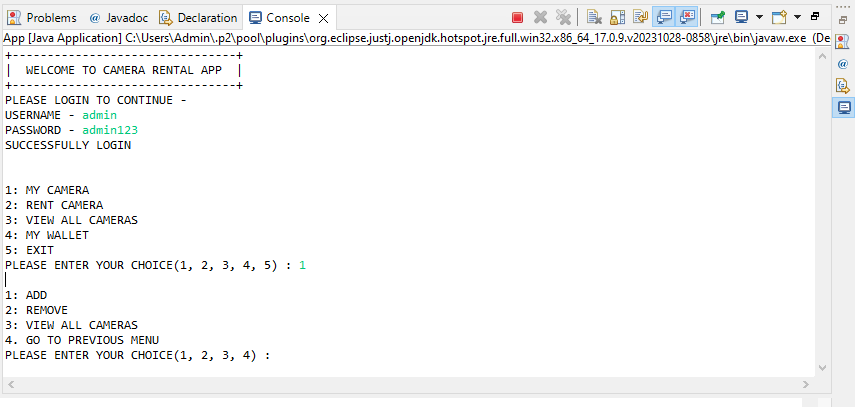 Problems @ Javadoc Declaration Console
App [Java Application] C:\Users\Admin\.p2\pool\plugins\org.eclipse.justj.openjdk.hotspot.jre.full.win32.x86_64_17.0.9.v20231028-0858\jre\bin\javaw.exe (De
+--------------------------------+
| WELCOME TO CAMERA RENTAL APP |
+--------------------------------+
PLEASE LOGIN TO CONTINUE -
USERNAME - admin
PASSWORD - admin123
SUCCESSFULLY LOGIN
1: MY CAMERA
2: RENT CAMERA
3: VIEW ALL CAMERAS
4: MY WALLET
5: EXIT
PLEASE ENTER YOUR CHOICE(1, 2, 3, 4, 5) : 1
1: ADD
2: REMOVE
3: VIEW ALL CAMERAS
4. GO TO PREVIOUS MENU
PLEASE ENTER YOUR CHOICE(1, 2, 3, 4) :